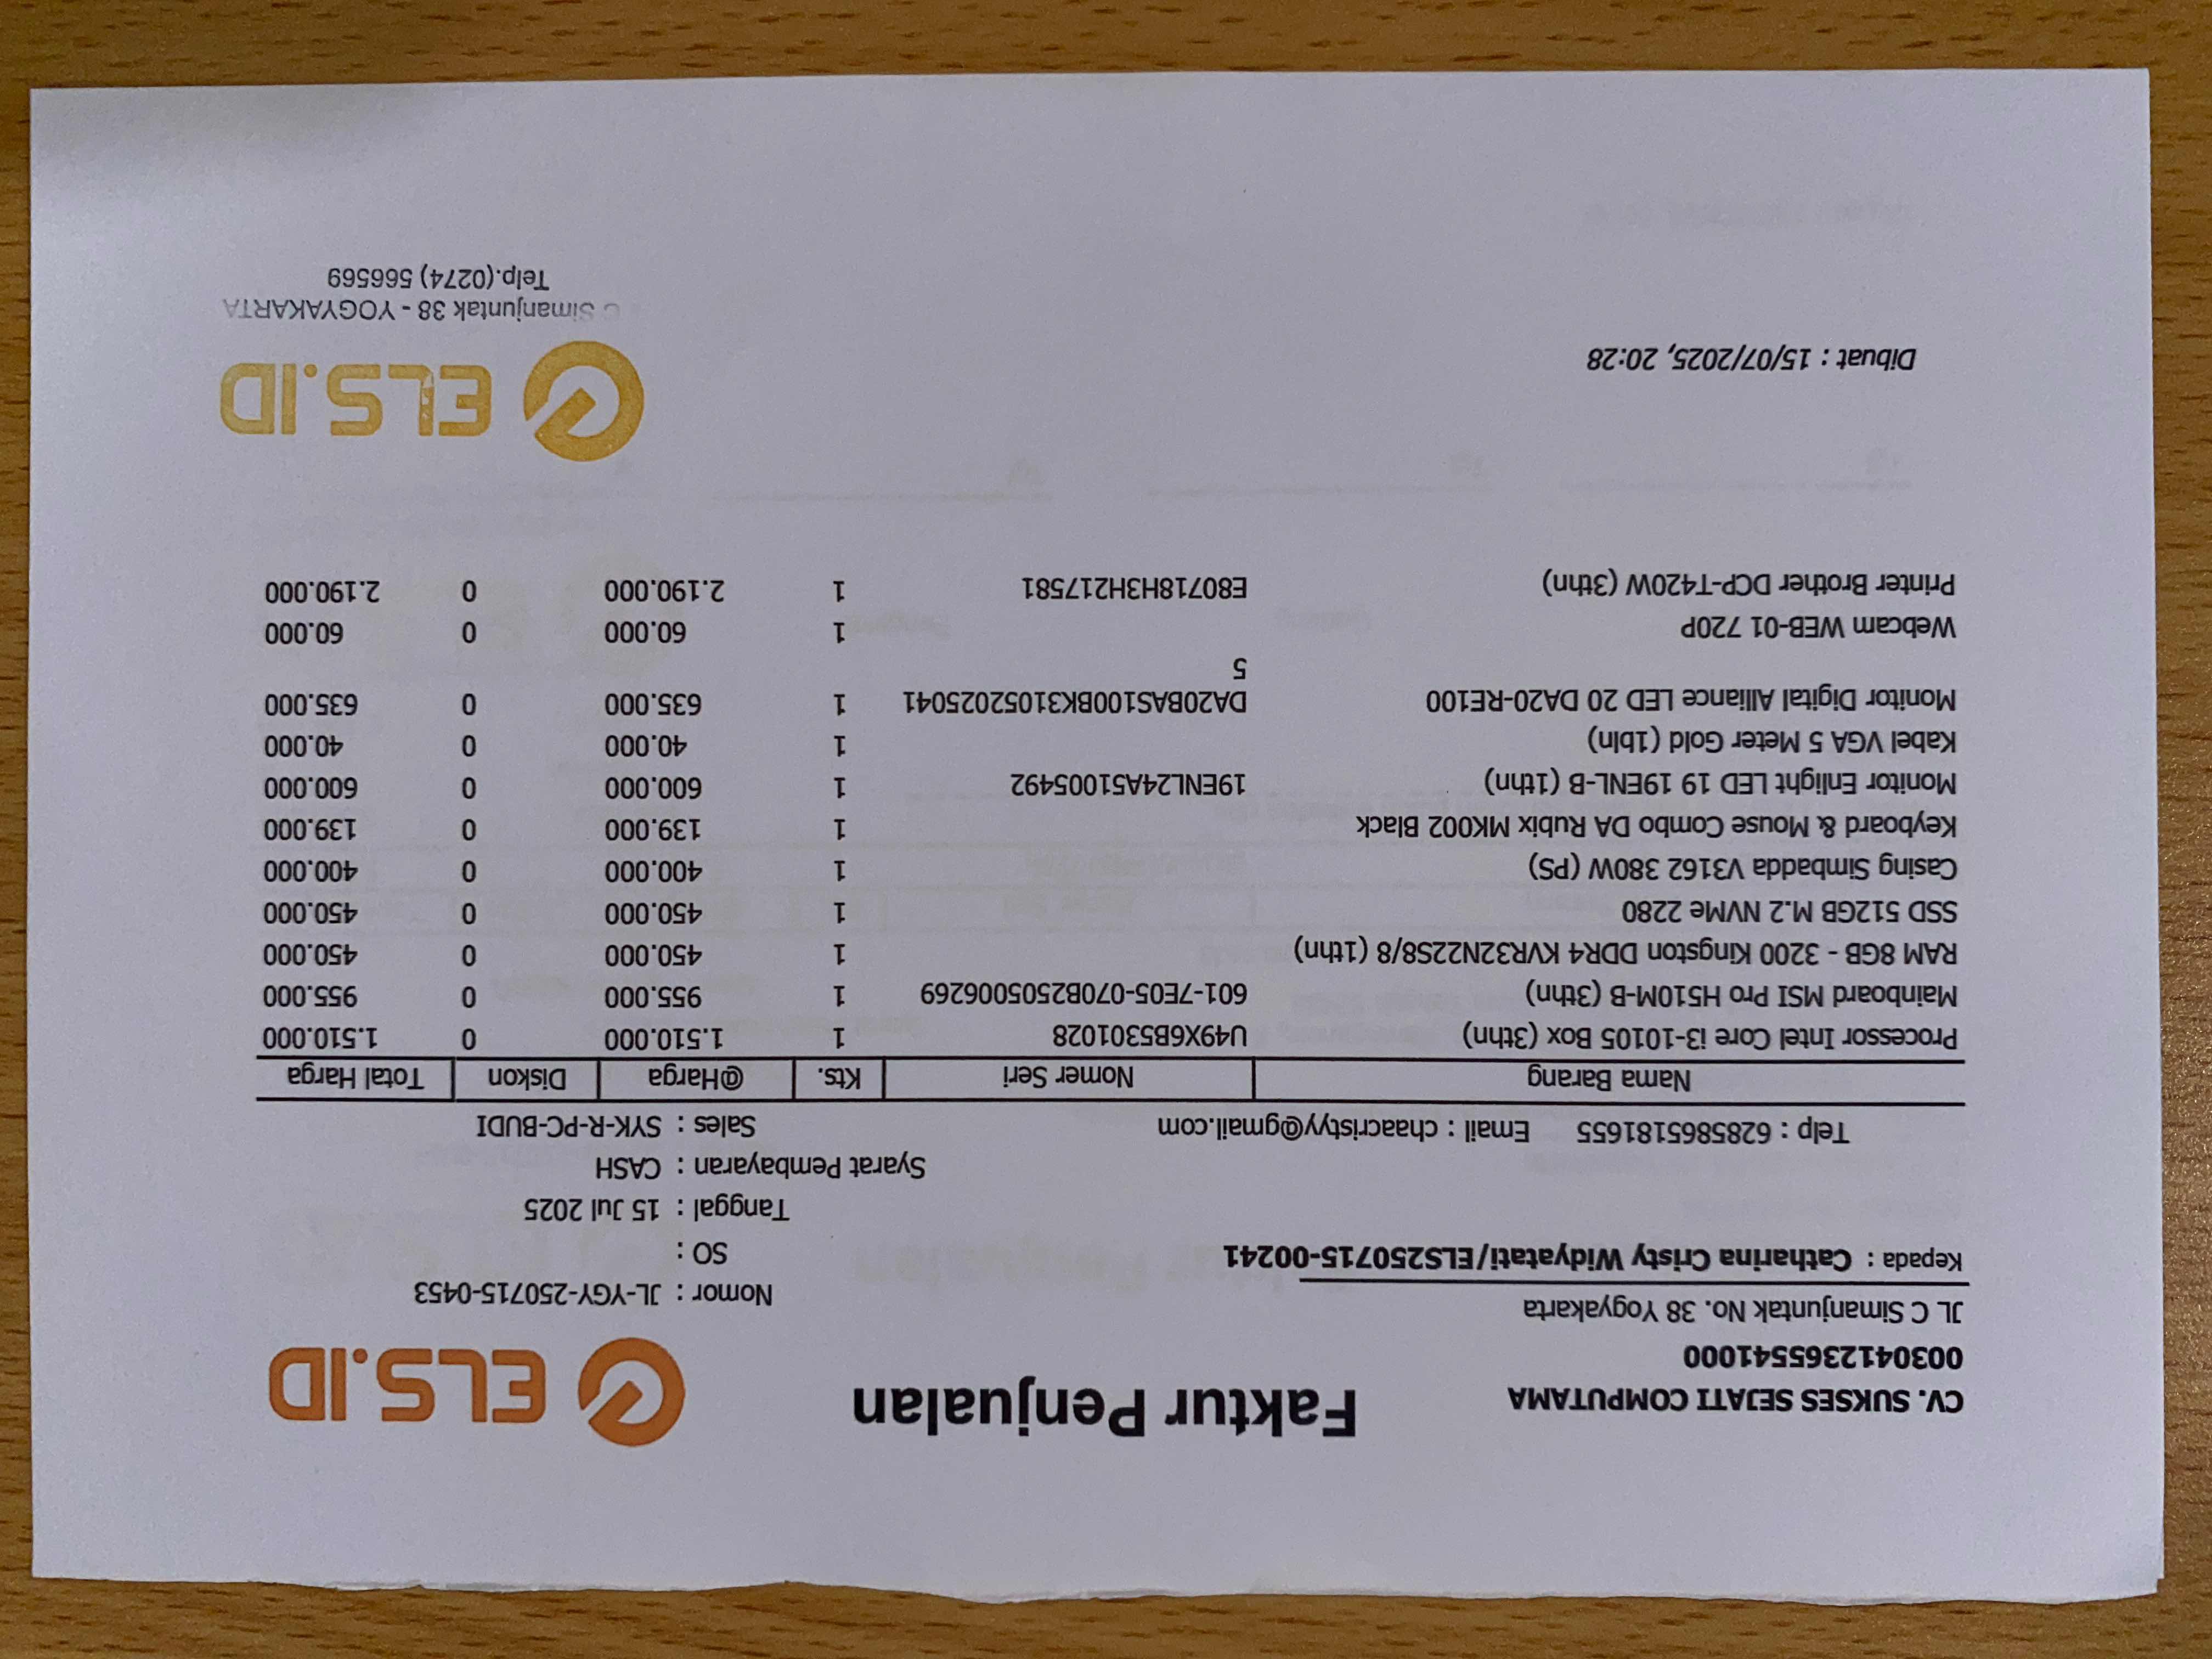 CV. SUKSES SEJATI COMPUTAMA
0030412365541000
JL C Simanjuntak No. 38 Yogyakarta
Faktur Penjualan
ELS.ID
Nomor : JL-YGY-250715-0453
SO :
Tanggal : 15 Jul 2025
Syarat Pembayaran : CASH
Sales : SYK-R-PC-BUDI
Kepada : Catharina Cristy Widyatati/ELS250715-00241
Telp : 6285865181655 Email : chaacristyy@gmail.com
Nama Barang Nomer Seri Kts. @Harga Diskon Total Harga
Processor Intel Core i3-10105 Box (3thn) U49X6B5301028 1 1.510.000 0 1.510.000
Mainboard MSI Pro H510M-B (3thn) 601-7E05-070B2505006269 1 955.000 0 955.000
RAM 8GB - 3200 Kingston DDR4 KVR32N22S8/8 (1thn) 1 450.000 0 450.000
SSD 512GB M.2 NVMe 2280 1 450.000 0 450.000
Casing Simbadda V3162 380W (PS) 1 400.000 0 400.000
Keyboard & Mouse Combo DA Rubix MK002 Black 1 139.000 0 139.000
Monitor Enlight LED 19 19ENL-B (1thn) 19ENL24A51005492 1 600.000 0 600.000
Kabel VGA 5 Meter Gold (1bln) 1 40.000 0 40.000
Monitor Digital Alliance LED 20 DA20-RE100 DA20BAS100BK31052025041 1 635.000 0 635.000
5
Webcam WEB-01 720P 1 60.000 0 60.000
Printer Brother DCP-T420W (3thn) E80718H3H217581 1 2.190.000 0 2.190.000
Dibuat : 15/07/2025, 20:28
ELS.ID
C Simanjuntak 38 - YOGYAKARTA
Telp.(0274) 566569